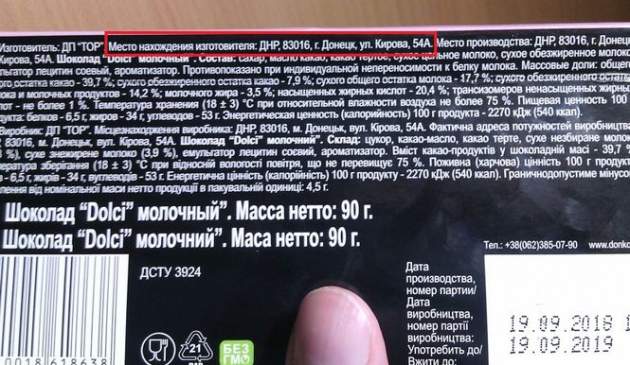 Изготовитель: ДП "ТОР" Место нахождения изготовителя: ДНР, 83016, г. Донецк, ул. Кирова, 54А. Место производства: ДНР, 83016,
Кирова, 54А. Шоколад "Dolci" молочный. Состав: сахар, масло какао, какао тертое, сухое цельное молоко, сухое
лецитин соевый, ароматизатор. Противопоказано при индивидуальной непереносимости к белку молока. Массовые доли: общего
остатка какао - 39,7 %; сухого обезжиренного остатка какао - 7,9 %; сухого общего остатка молока - 17,7 %; сухого обезжиренного
молочных продуктов - 14,2 %; молочного жира - 3,5 %; насыщенных жирных кислот - 20,4 %; трансизомеров ненасыщенных жирных
- не более 1 %. Температура хранения (18 ± 3) °С при относительной влажности воздуха не более 75 %. Пищевая ценность 100
белков - 6,5 г, жиров - 34 г, углеводов - 53 г. Энергетическая ценность (калорийность) 100 г продукта - 2270 кДж (540 ккал).
Виробник: ДП "ТОР". Місцезнаходження виробника: ДНР, 83016, м. Донецьк, вул. Кірова, 54А. Фактична адреса потужностей виробництва
м. Донецьк, вул. Кірова, 54А. Шоколад "Dolci" молочний. Склад: цукор, какао-масло, какао терте, сухе незбиране молоко
сухе знежирене молоко (3,9 %), емульгатор лецитин соєвий, ароматизатор. Вміст какао-продуктів у шоколадній масі - 39,7 %
зберігання (18 ± 3) °С при відносній вологості повітря, що не перевищує 75 %. Поживна (харчова) цінність 100 г
- 6,5 г, жирів - 34 г, углеводов - 53 г. Енергетична цінність (калорійність) 100 г продукта - 2270 кДж (540 ккал). Граничнодопустиме мінусове
відхилення від номінальної маси нетто продукту в пакувальній одиниці: 4,5 г.
Шоколад "Dolci" молочный". Масса нетто: 90 г.
Шоколад "Dolci" молочний". Маса нетто: 90 г.
Тел.: +38(062)385-07-90 www.donko
ДСТУ 3924
Дата
производства,
номер партии/
Дата
виробництва,
номер партії
Употребить до/
Вжити до:
19.09.2018 1
19.09.2019
21
БЕЗ
ГМО
0018618638